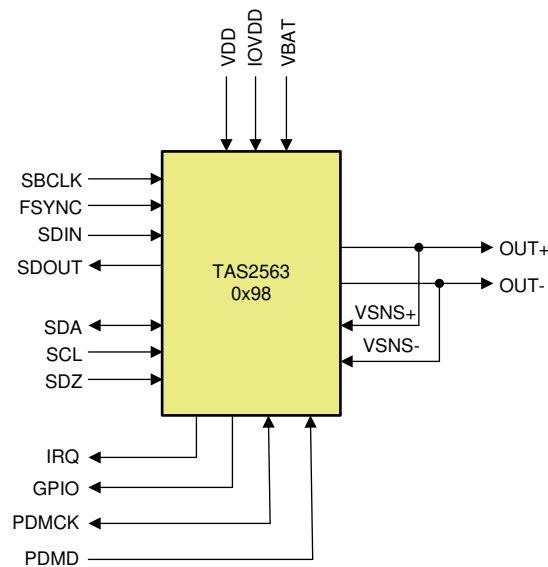 VDD
IOVDD
VBAT
SBCLK
FSYNC
SDIN
SDOUT
SDA
SCL
SDZ
TAS2563
0x98
OUT+
OUT-
VSNS+
VSNS-
IRQ
GPIO
PDMCK
PDMD